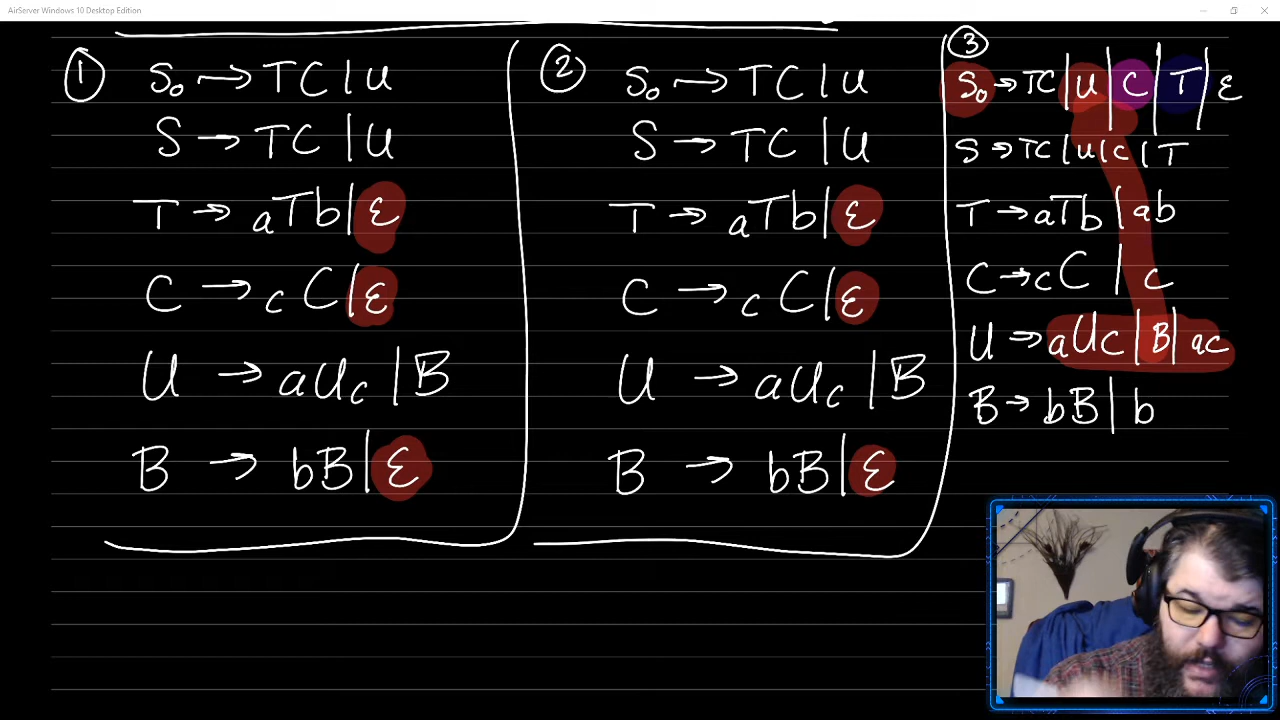 AirServer Windows 10 Desktop Edition
① S₀ → TC | U
S → TC | U
T → aTb | ε
C → cC | ε
U → aUc | B
B → bB | ε
② S₀ → TC | U
S → TC | U
T → aTb | ε
C → cC | ε
U → aUc | B
B → bB | ε
③
S₀ → TC | U | C | T | ε
S → TC | U | C | T
T → aTb | ab
C → cC | c
U → aUc | B | ac
B → bB | b